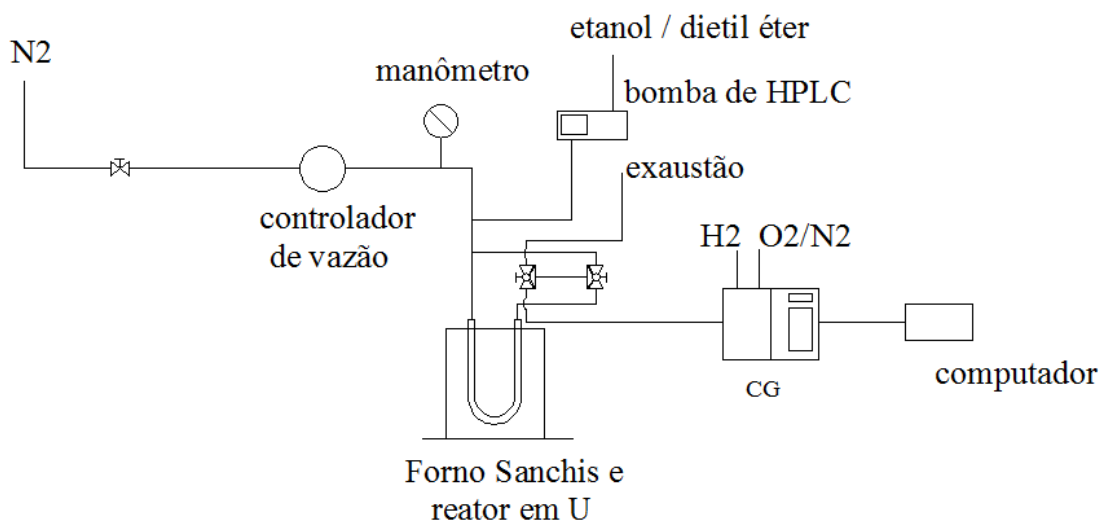 etanol / dietil éter
N2
manômetro
bomba de HPLC
exaustão
controlador
de vazão
H2 O2/N2
computador
CG
Forno Sanchis e
reator em U